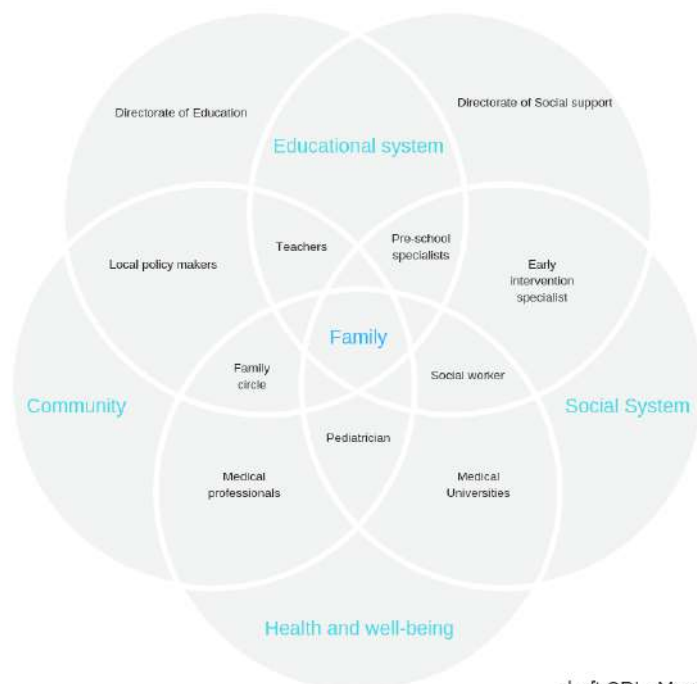 Directorate of Education
Directorate of Social support
Educational system
Teachers
Pre-school
specialists
Local policy makers
Early
intervention
specialist
Family
Family
circle
Social worker
Community
Social System
Pediatrician
Medical
professionals
Medical
Universities
Health and well-being